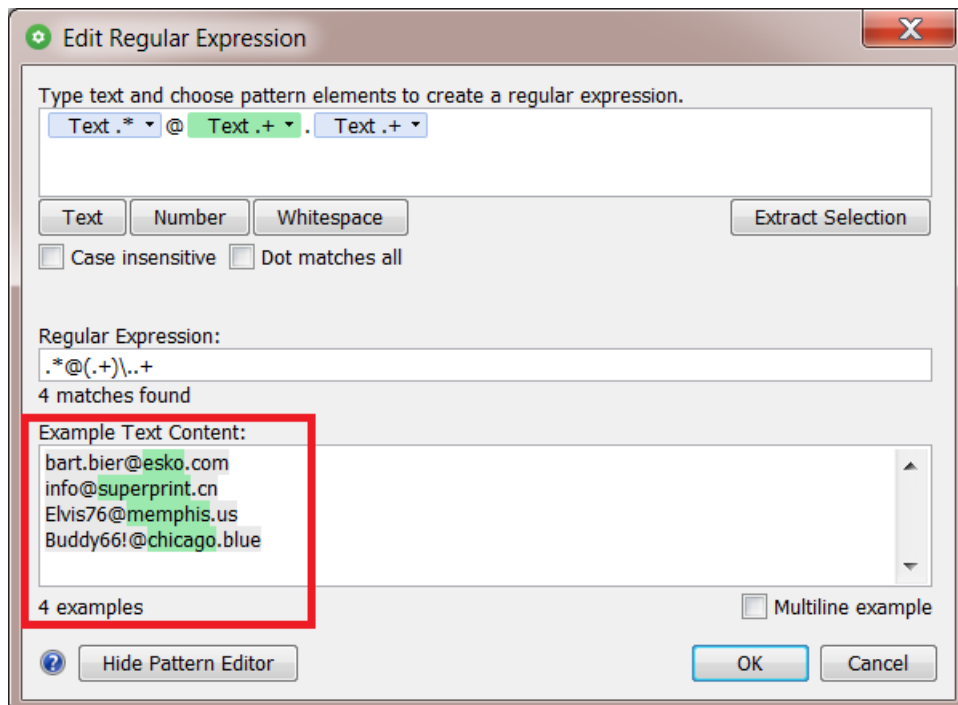 Edit Regular Expression
X
Type text and choose pattern elements to create a regular expression.
Text .* @ Text .+ . Text .+
Text Number Whitespace Extract Selection
Case insensitive Dot matches all
Regular Expression:
.*@(.+)\..+
4 matches found
Example Text Content:
bart.bier@esko.com
info@superprint.cn
Elvis76@memphis.us
Buddy66!@chicago.blue
4 examples Multiline example
? Hide Pattern Editor OK Cancel